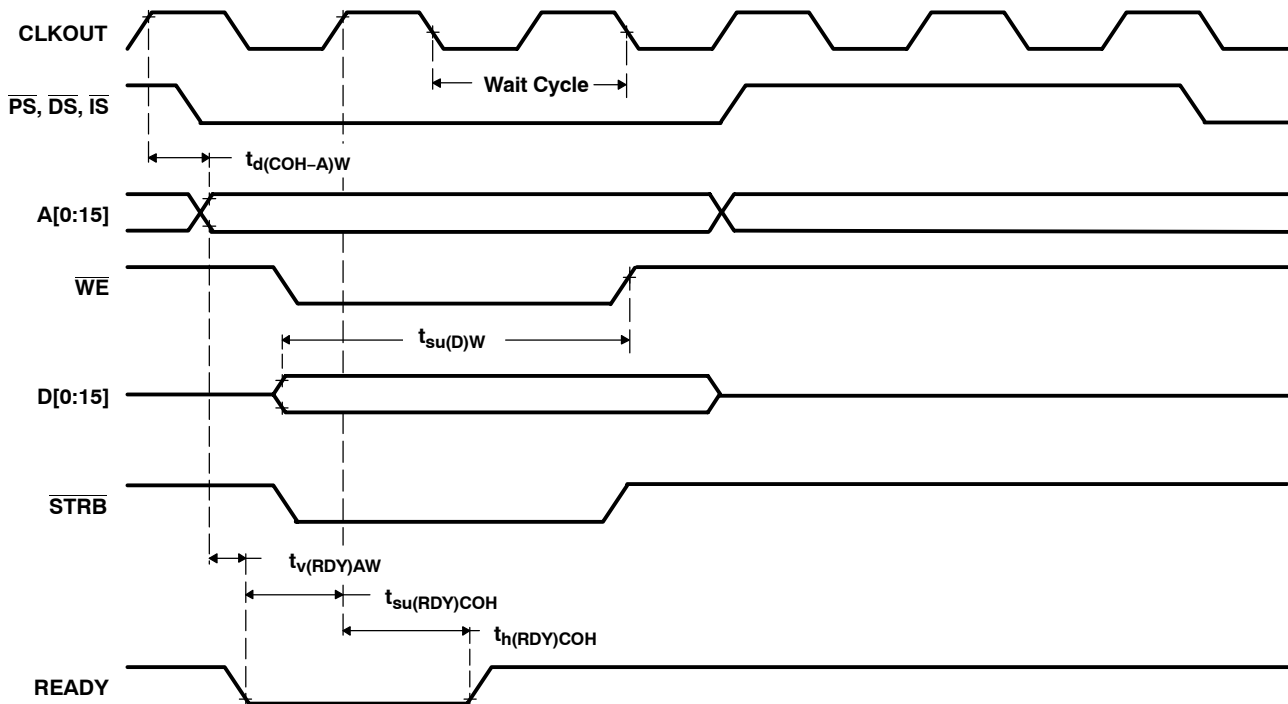 CLKOUT
Wait Cycle
PS, DS, IS
td(COH–A)W
A[0:15]
WE
tsu(D)W
D[0:15]
STRB
tv(RDY)AW
tsu(RDY)COH
th(RDY)COH
READY